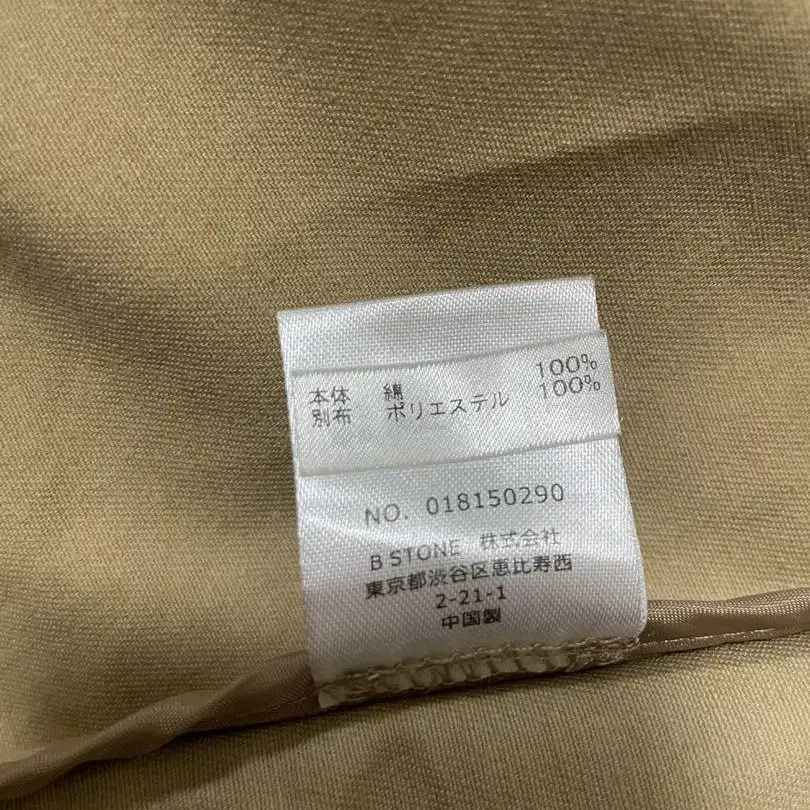 本体 綿 100%
別布 ポリエステル 100%
NO. 018150290
B STONE 株式会社
東京都渋谷区恵比寿西
2-21-1
中国製